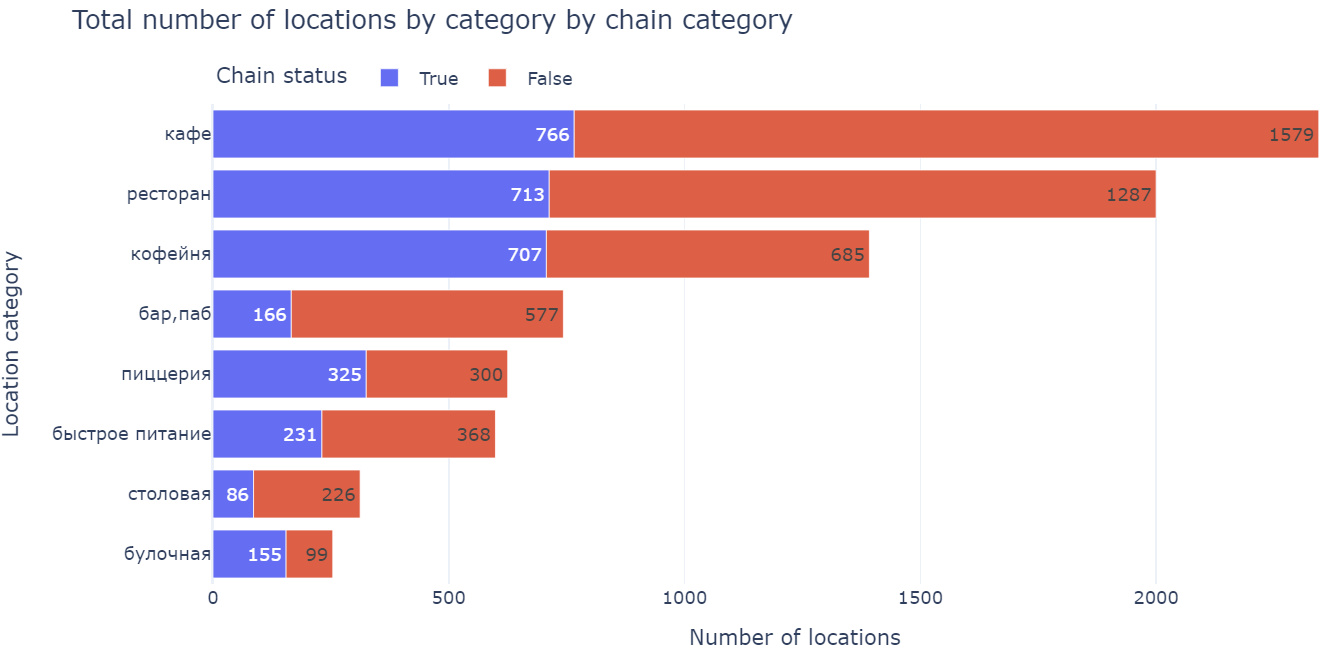 Total number of locations by category by chain category
Chain status True False
кафе 766 1579
ресторан 713 1287
кофейня 707 685
бар,паб 166 577
пиццерия 325 300
быстрое питание 231 368
столовая 86 226
булочная 155 99
0 500 1000 1500 2000
Number of locations
Location category